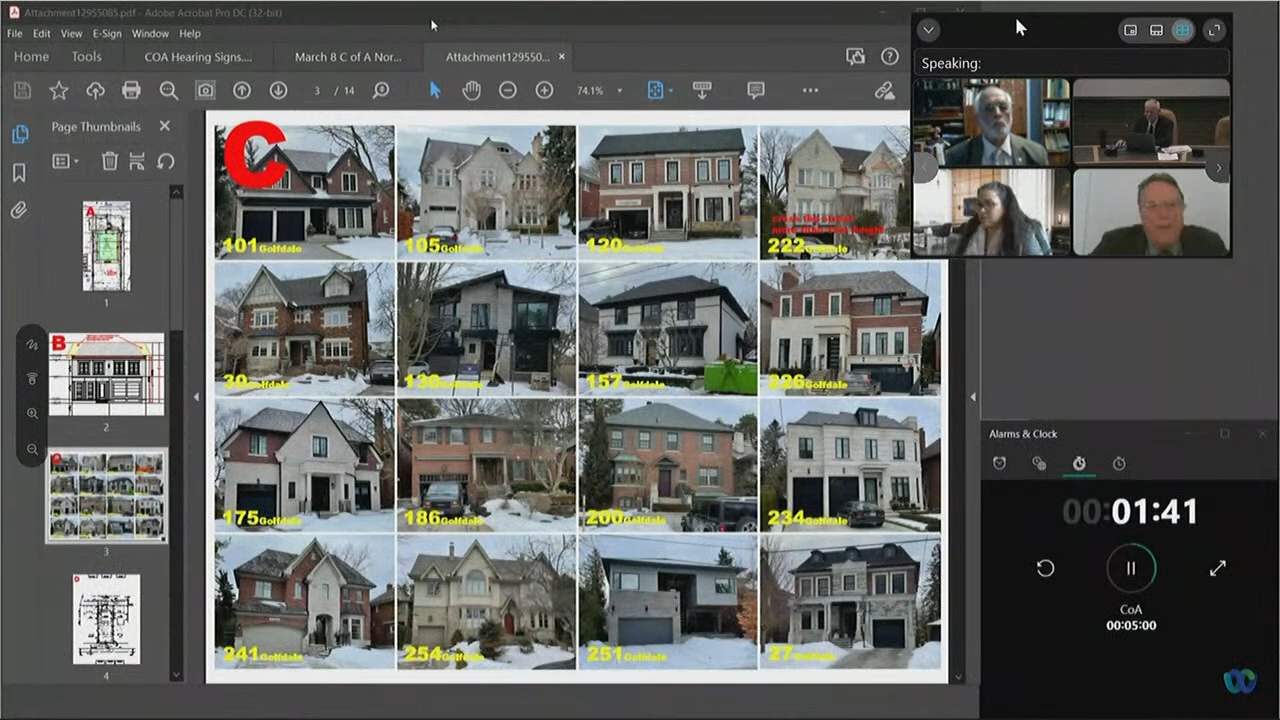 Attachment12955085.pdf - Adobe Acrobat Pro DC (32-bit)
File Edit View E-Sign Window Help
Home Tools COA Hearing Signs.... March 8 C of A Nor... Attachment129550...
3 / 14 74.1%
Speaking:
Page Thumbnails
A
1
B
2
3
D
4
C
101 Golfdale 105 Golfdale 120 Golfdale 222 Golfdale
30 Golfdale 138 Golfdale 157 Golfdale 226 Golfdale
175 Golfdale 186 Golfdale 200 Golfdale 234 Golfdale
241 Golfdale 254 Golfdale 251 Golfdale 27 Golfdale
Alarms & Clock
00:01:41
CoA
00:05:00